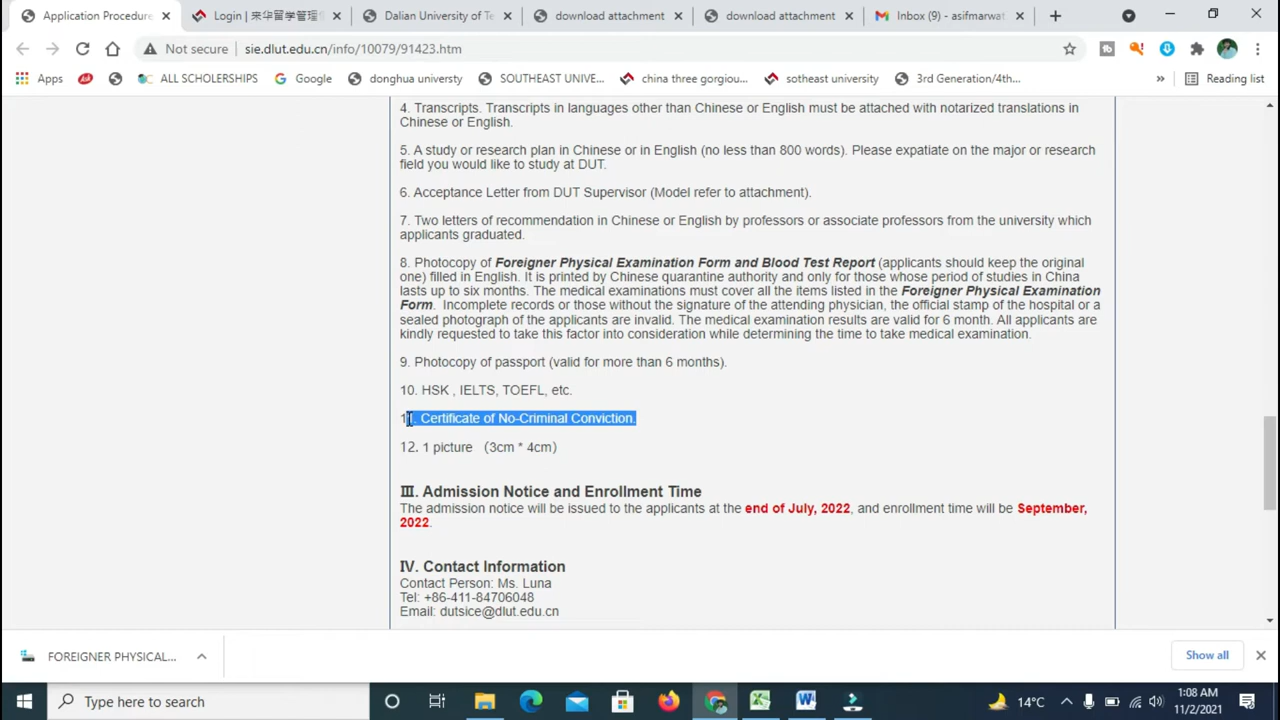 Application Procedure
Login | 来华留学管理
Dalian University of Te
download attachment
download attachment
Inbox (9) - asifmarwat
Not secure
sie.dlut.edu.cn/info/10079/91423.htm
Apps
ALL SCHOLERSHIPS
Google
donghua univercity
SOUTHEAST UNIVE...
china three gorgiou...
sotheast university
3rd Generation/4th...
»
Reading list
4. Transcripts. Transcripts in languages other than Chinese or English must be attached with notarized translations in
Chinese or English.
5. A study or research plan in Chinese or in English (no less than 800 words). Please expatiate on the major or research
field you would like to study at DUT.
6. Acceptance Letter from DUT Supervisor (Model refer to attachment).
7. Two letters of recommendation in Chinese or English by professors or associate professors from the university which
applicants graduated.
8. Photocopy of Foreigner Physical Examination Form and Blood Test Report (applicants should keep the original
one) filled in English. It is printed by Chinese quarantine authority and only for those whose period of studies in China
lasts up to six months. The medical examinations must cover all the items listed in the Foreigner Physical Examination
Form. Incomplete records or those without the signature of the attending physician, the official stamp of the hospital or a
sealed photograph of the applicants are invalid. The medical examination results are valid for 6 month. All applicants are
kindly requested to take this factor into consideration while determining the time to take medical examination.
9. Photocopy of passport (valid for more than 6 months).
10. HSK , IELTS, TOEFL, etc.
11. Certificate of No-Criminal Conviction.
12. 1 picture （3cm * 4cm）
Ⅲ. Admission Notice and Enrollment Time
The admission notice will be issued to the applicants at the end of July, 2022, and enrollment time will be September,
2022.
Ⅳ. Contact Information
Contact Person: Ms. Luna
Tel: +86-411-84706048
Email: dutsice@dlut.edu.cn
FOREIGNER PHYSICAL...
Show all
Type here to search
14°C
1:08 AM
11/2/2021